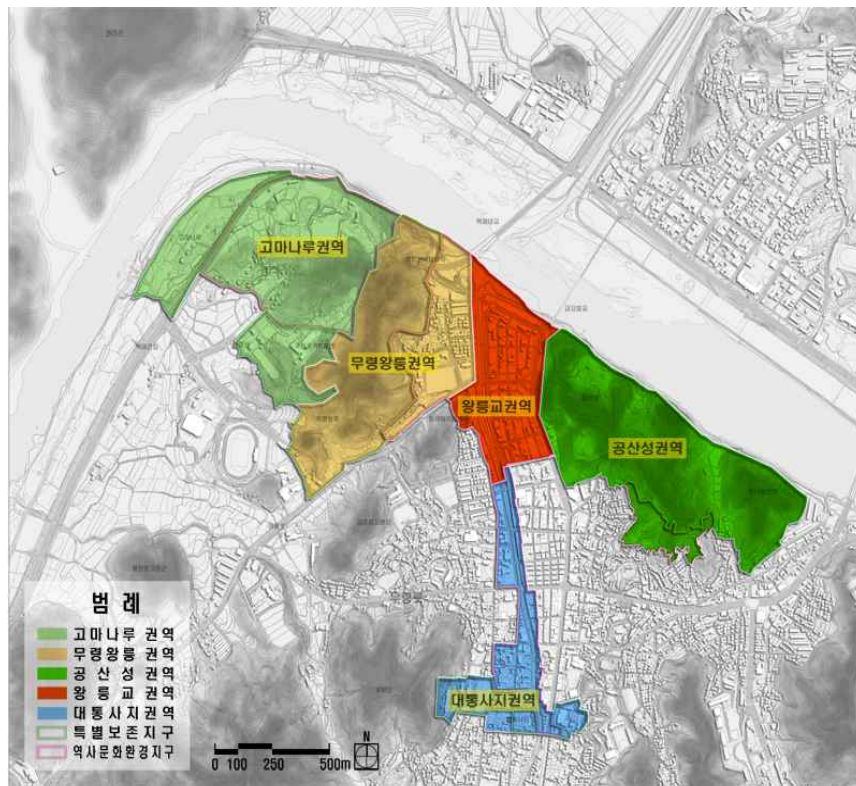 고마나루권역
무령왕릉권역
왕릉교권역
공산성권역
대통사지권역
범 례
고마나루 권역
무령왕릉 권역
공 산 성 권역
왕 릉 교 권역
대통사지권역
특별보존지구
역사문화환경지구
N
0 100 250 500m